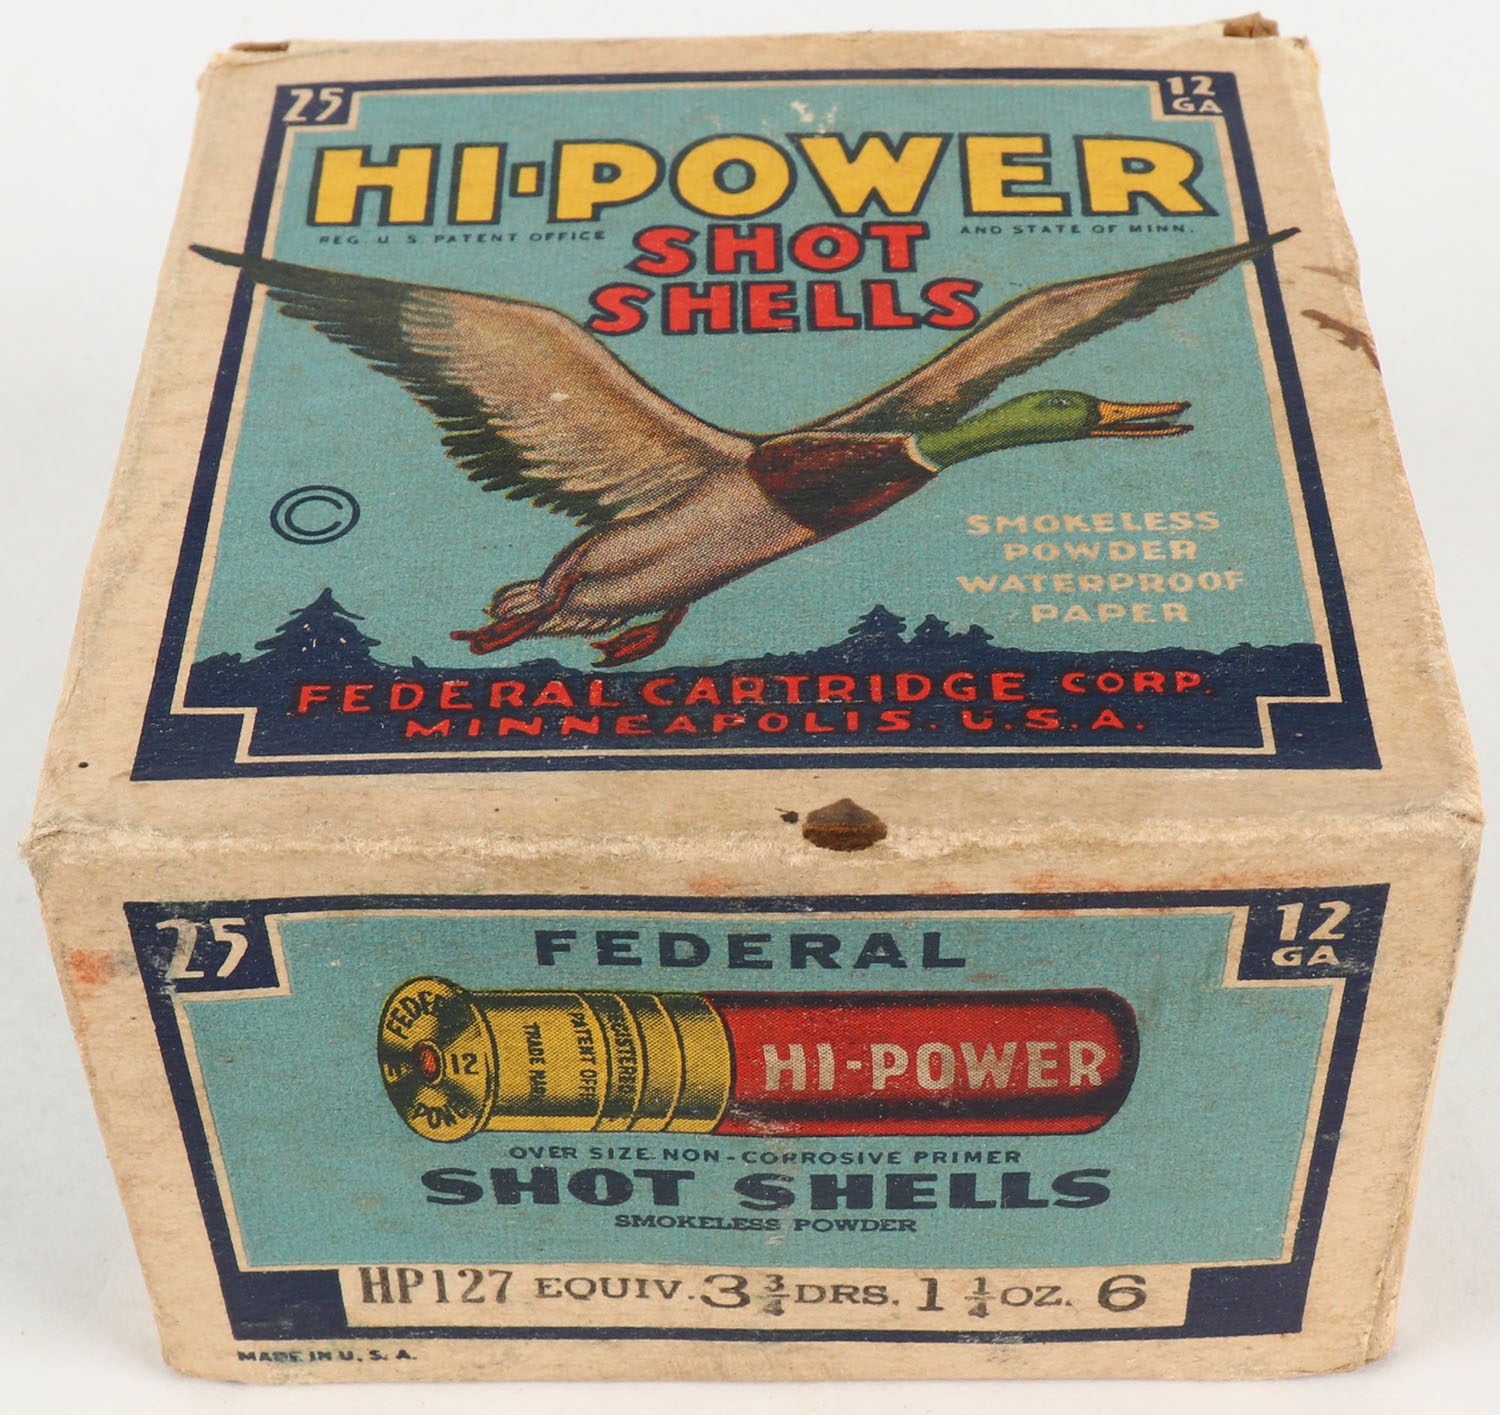 25
12
GA
HI-POWER
REG. U.S. PATENT OFFICE
AND STATE OF MINN.
SHOT
SHELLS
©
SMOKELESS
POWDER
WATERPROOF
PAPER
FEDERAL CARTRIDGE CORP.
MINNEAPOLIS. U.S.A.
25
12
GA
FEDERAL
12
TRADE MAR
PATENT OFFI
HI-POWER
OVER SIZE NON-CORROSIVE PRIMER
SHOT SHELLS
SMOKELESS POWDER
HP127 EQUIV. 3 3/4 DRS. 1 1/4 OZ. 6
MADE IN U.S.A.